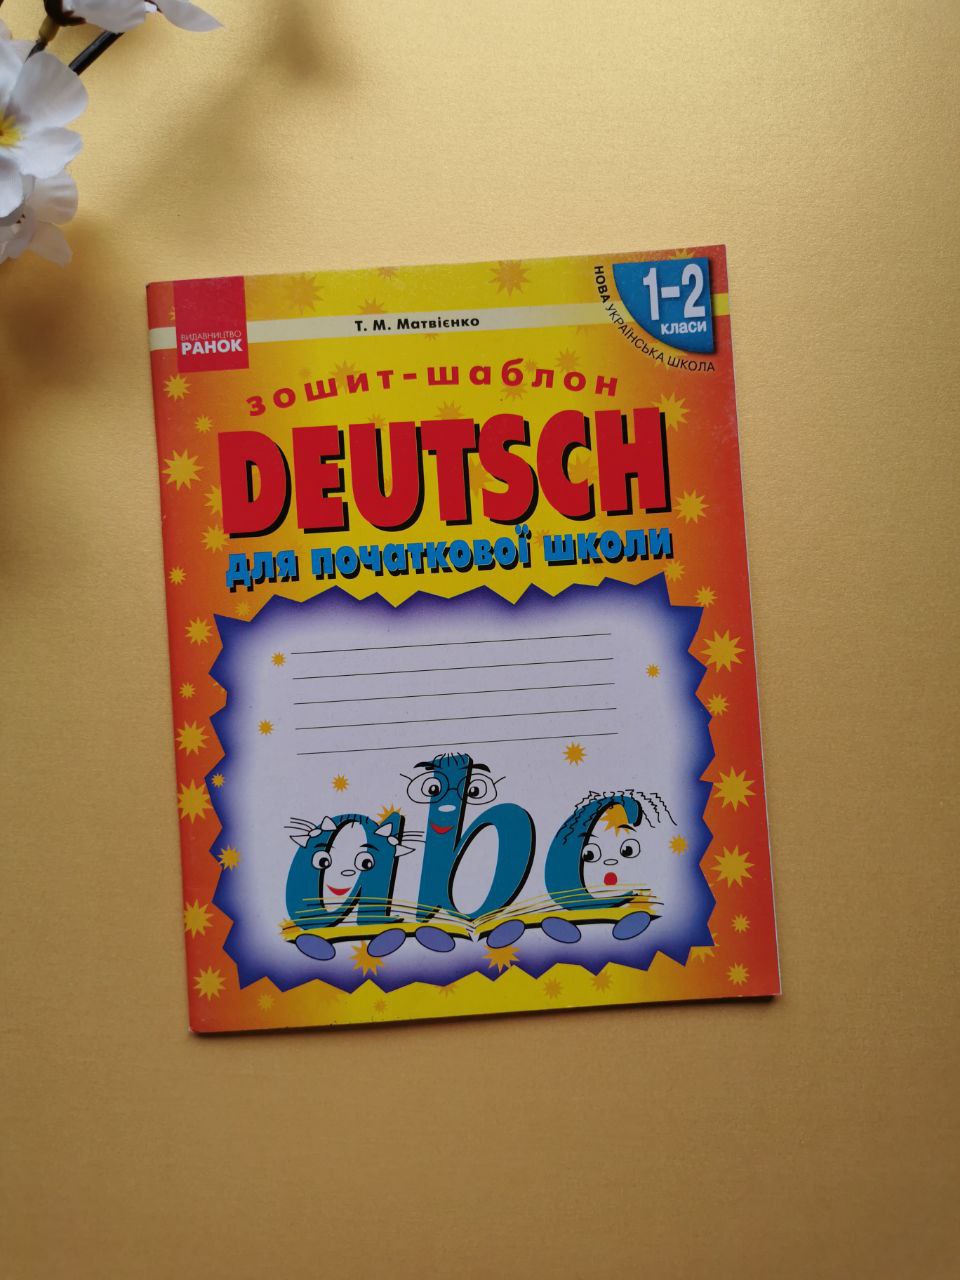 ВИДАВНИЦТВО
РАНОК
Т. М. Матвієнко
1-2
класи
НОВА УКРАЇНСЬКА ШКОЛА
зошит-шаблон
DEUTSCH
для початкової школи
abc